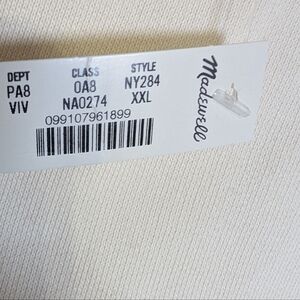 DEPT CLASS STYLE
PA8 0A8 NY284
VIV NA0274 XXL
099107961899
Madewell